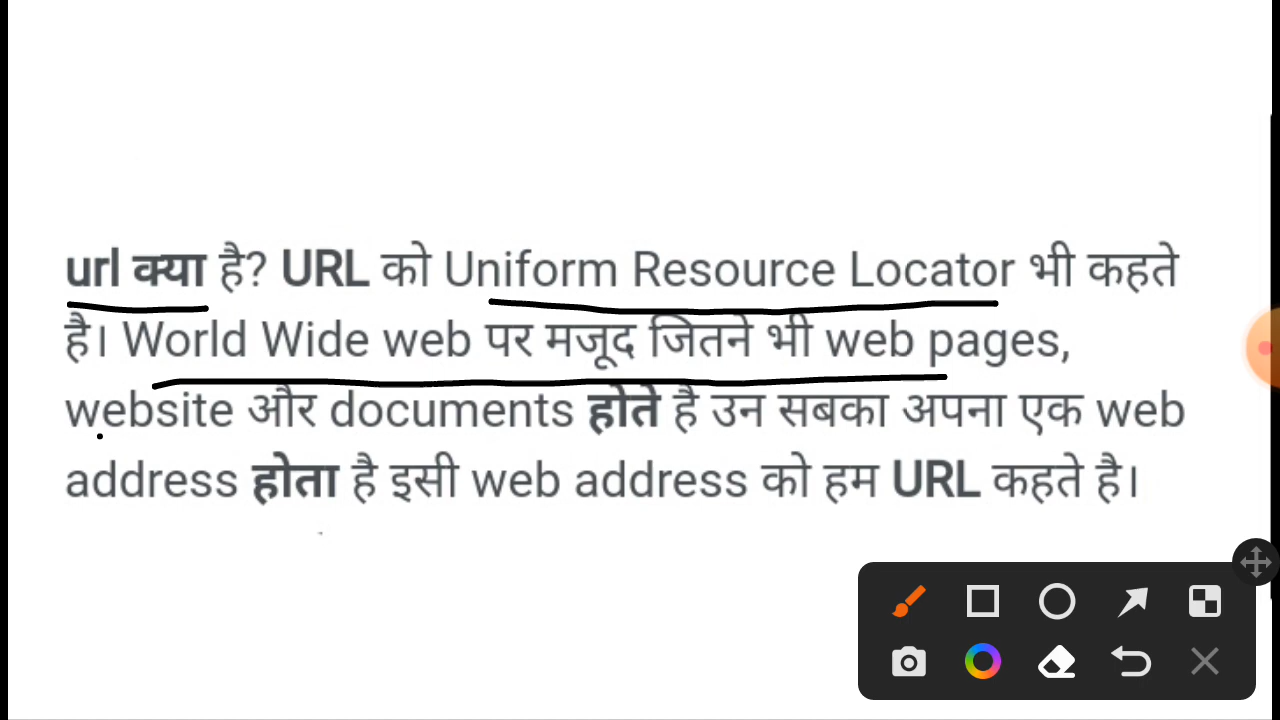 url क्या है? URL को Uniform Resource Locator भी कहते
है। World Wide web पर मजूद जितने भी web pages,
website और documents होते है उन सबका अपना एक web
address होता है इसी web address को हम URL कहते है।